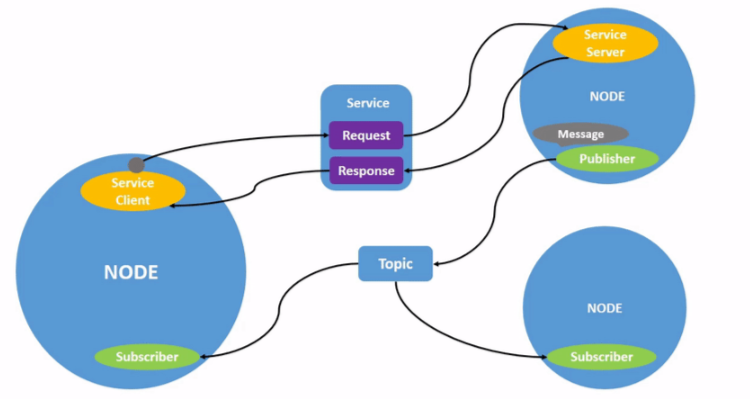 Service
Server
NODE
Message
Publisher
Service
Request
Response
Service
Client
NODE
Subscriber
Topic
NODE
Subscriber